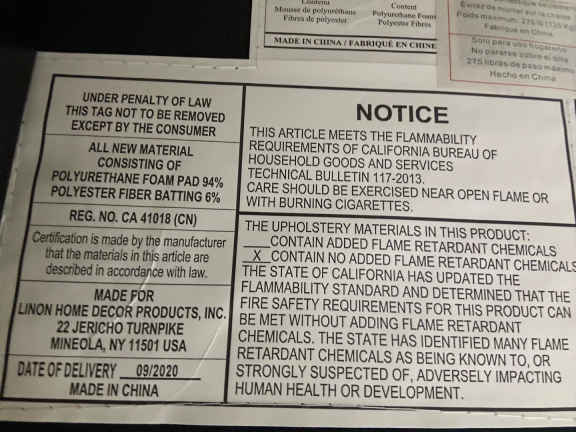 Contenu
Mousse de polyester
Fibres de polyester
Content
Polyurethane Foam
Polyester Fibres
MADE IN CHINA / FABRIQUÉ EN CHINE
Fabrique en China
Solo para uso hogareño
No pararse sobre el silla
275 libras de peso máximo
Hecho en China
UNDER PENALTY OF LAW
THIS TAG NOT TO BE REMOVED
EXCEPT BY THE CONSUMER
ALL NEW MATERIAL
CONSISTING OF
POLYURETHANE FOAM PAD 94%
POLYESTER FIBER BATTING 6%
REG. NO. CA 41018 (CN)
Certification is made by the manufacturer
that the materials in this article are
described in accordance with law.
MADE FOR
LINON HOME DECOR PRODUCTS, INC.
22 JERICHO TURNPIKE
MINEOLA, NY 11501 USA
DATE OF DELIVERY 09/2020
MADE IN CHINA
NOTICE
THIS ARTICLE MEETS THE FLAMMABILITY
REQUIREMENTS OF CALIFORNIA BUREAU OF
HOUSEHOLD GOODS AND SERVICES
TECHNICAL BULLETIN 117-2013.
CARE SHOULD BE EXERCISED NEAR OPEN FLAME OR
WITH BURNING CIGARETTES.
THE UPHOLSTERY MATERIALS IN THIS PRODUCT:
___CONTAIN ADDED FLAME RETARDANT CHEMICALS
_X_CONTAIN NO ADDED FLAME RETARDANT CHEMICALS
THE STATE OF CALIFORNIA HAS UPDATED THE
FLAMMABILITY STANDARD AND DETERMINED THAT THE
FIRE SAFETY REQUIREMENTS FOR THIS PRODUCT CAN
BE MET WITHOUT ADDING FLAME RETARDANT
CHEMICALS. THE STATE HAS IDENTIFIED MANY FLAME
RETARDANT CHEMICALS AS BEING KNOWN TO, OR
STRONGLY SUSPECTED OF, ADVERSELY IMPACTING
HUMAN HEALTH OR DEVELOPMENT.